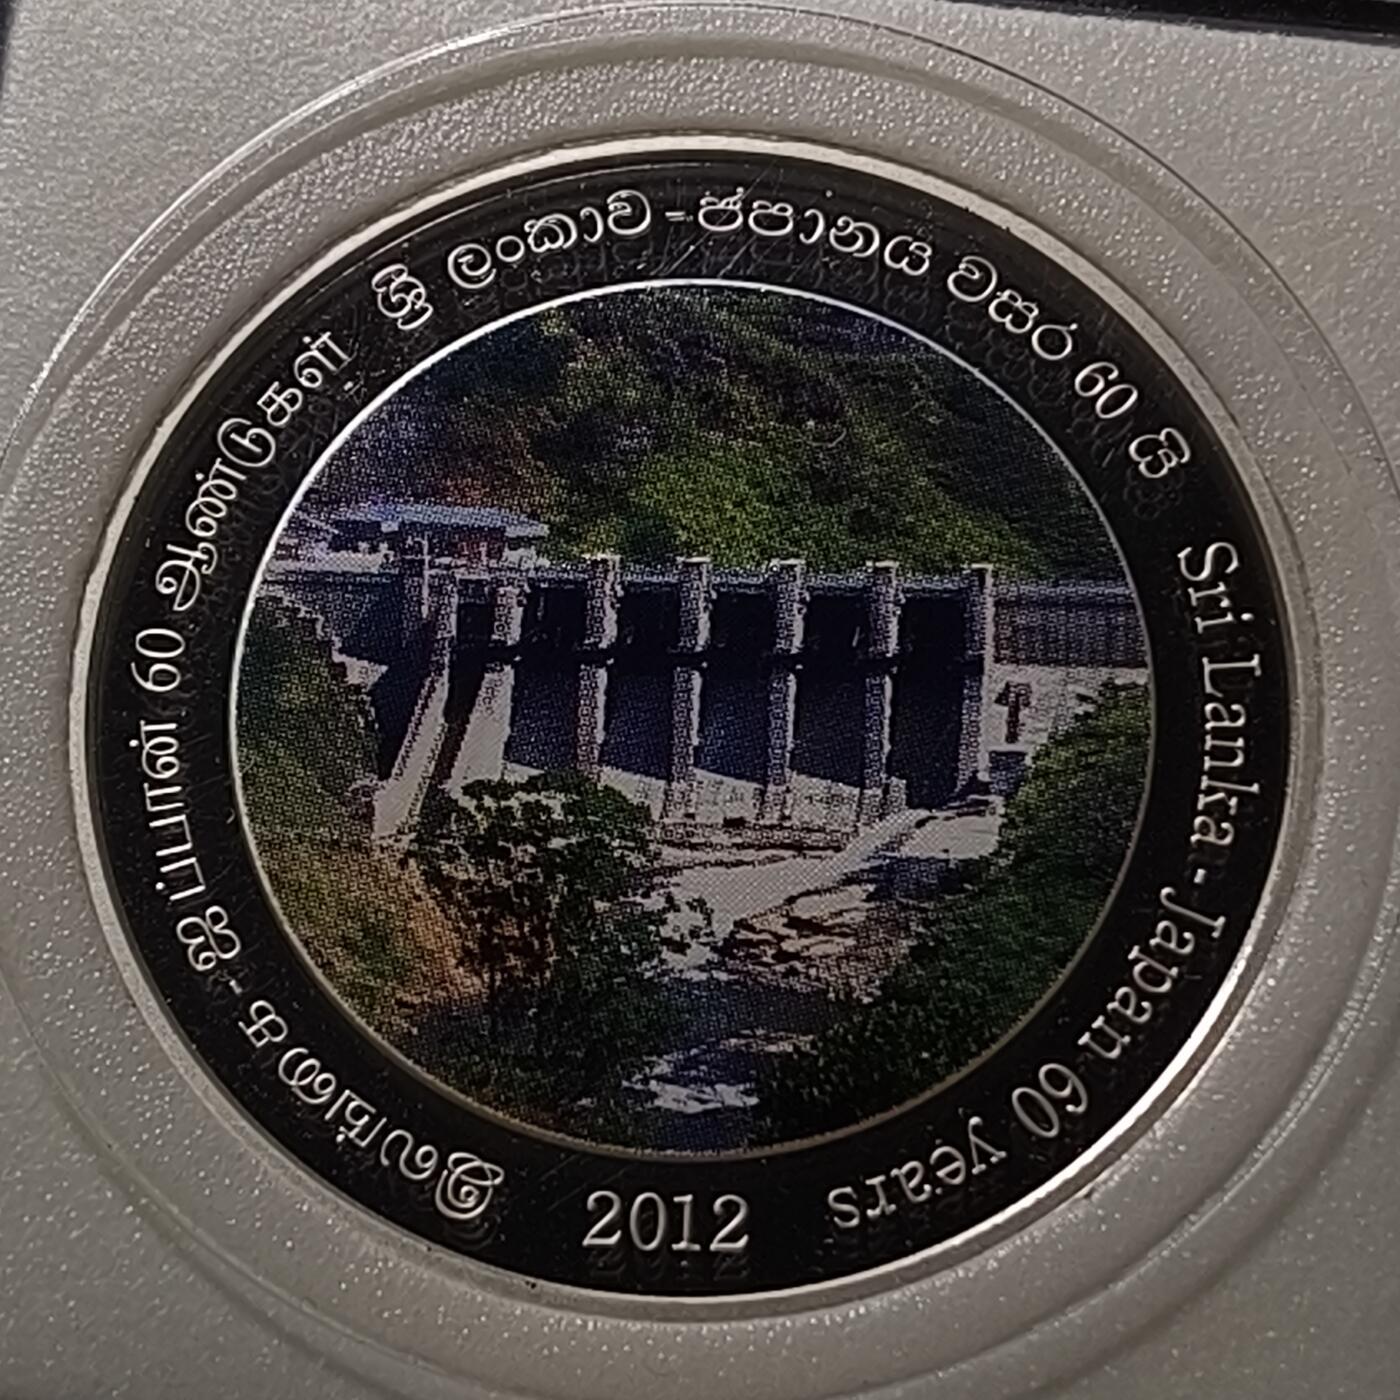 ශ්‍රී ලංකාව - ජපානය වසර 60 යි
Sri Lanka - Japan 60 years
2012
இலங்கை - ஜப்பான் 60 ஆண்டுகள்